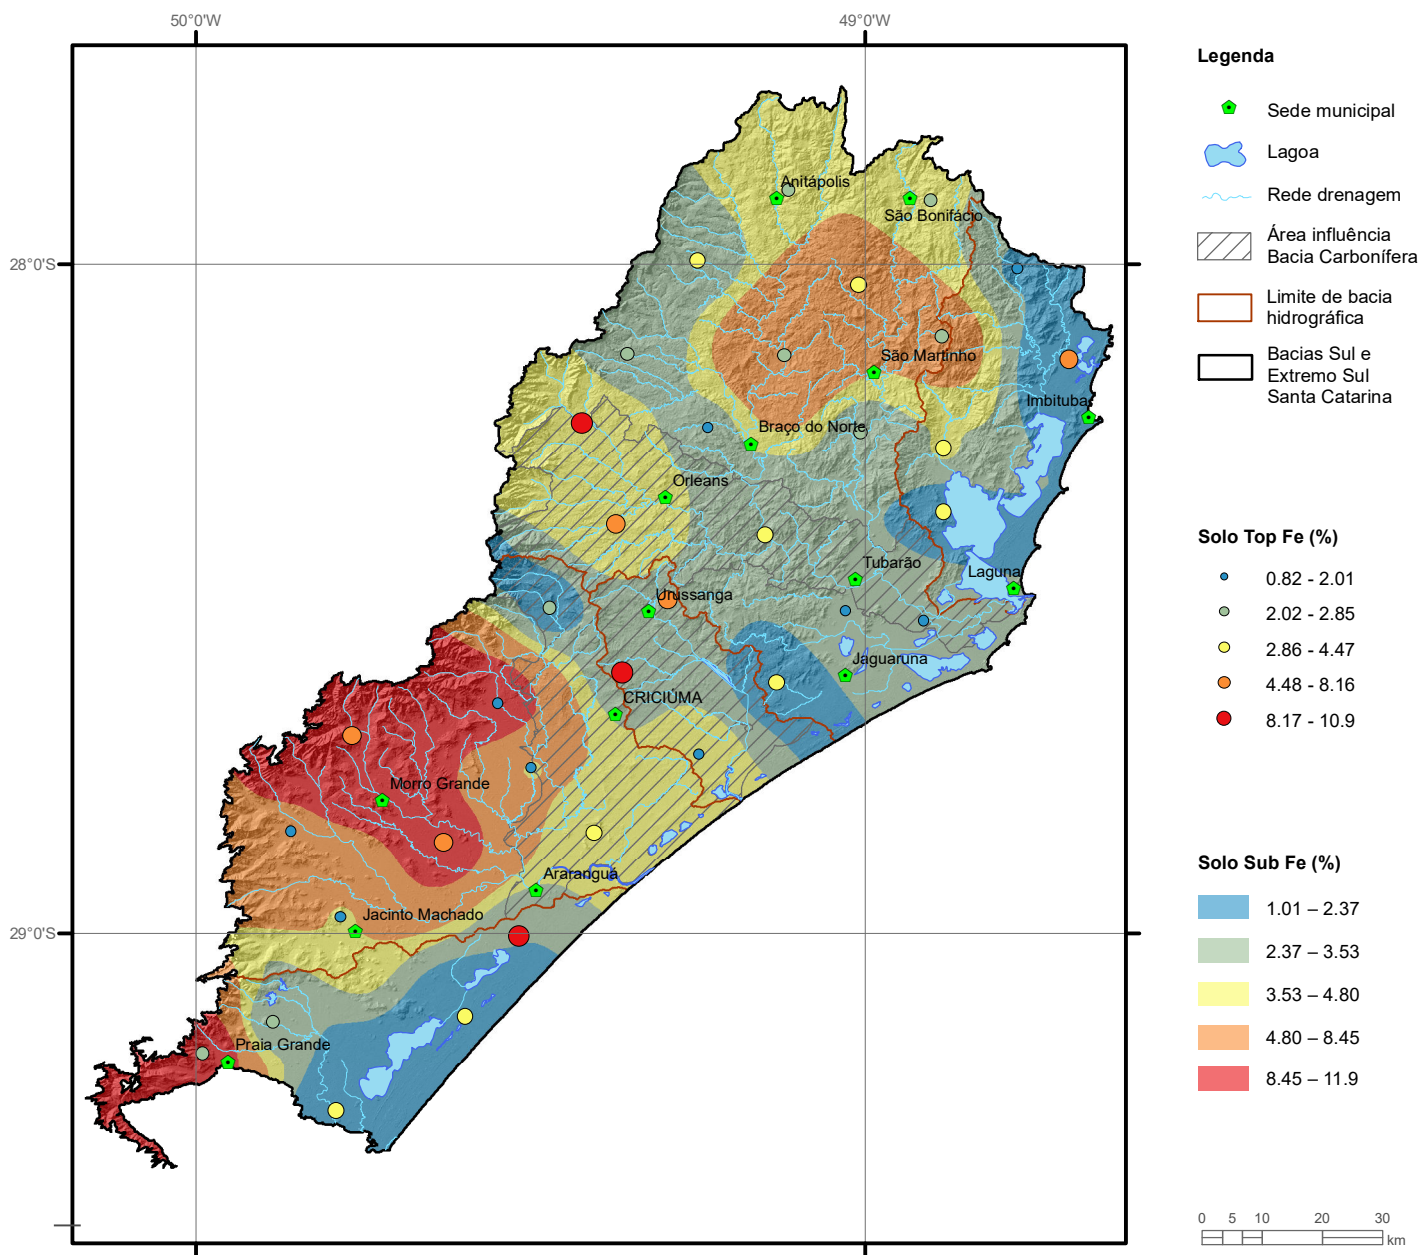 50°0'W
49°0'W
28°0'S
29°0'S
Anitápolis
São Bonifácio
São Martinho
Imbituba
Braço do Norte
Orleans
Tubarão
Laguna
Urussanga
Jaguaruna
CRICIÚMA
Morro Grande
Araranguá
Jacinto Machado
Praia Grande
Legenda
Sede municipal
Lagoa
Rede drenagem
Área influência
Bacia Carbonífera
Limite de bacia
hidrográfica
Bacias Sul e
Extremo Sul
Santa Catarina
Solo Top Fe (%)
0.82 - 2.01
2.02 - 2.85
2.86 - 4.47
4.48 - 8.16
8.17 - 10.9
Solo Sub Fe (%)
1.01 – 2.37
2.37 – 3.53
3.53 – 4.80
4.80 – 8.45
8.45 – 11.9
0 5 10 20 30
km